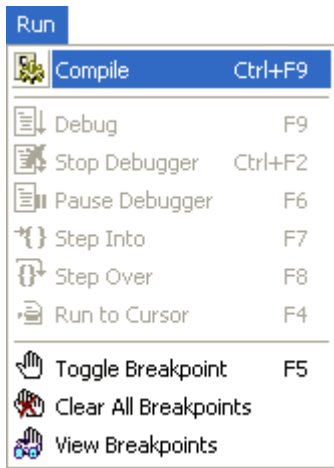 Run
Compile Ctrl+F9
Debug F9
Stop Debugger Ctrl+F2
Pause Debugger F6
Step Into F7
Step Over F8
Run to Cursor F4
Toggle Breakpoint F5
Clear All Breakpoints
View Breakpoints